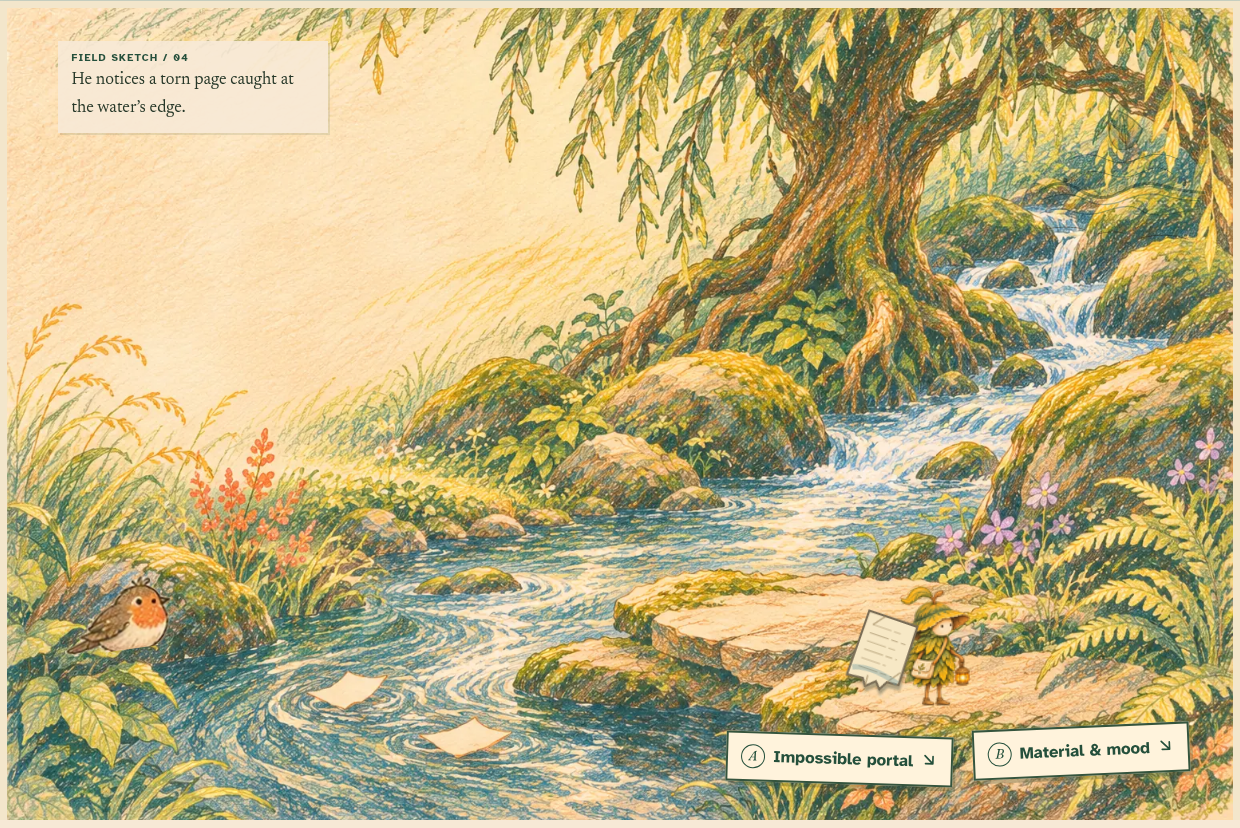 FIELD SKETCH / 04
He notices a torn page caught at
the water’s edge.
A Impossible portal ↘
B Material & mood ↘